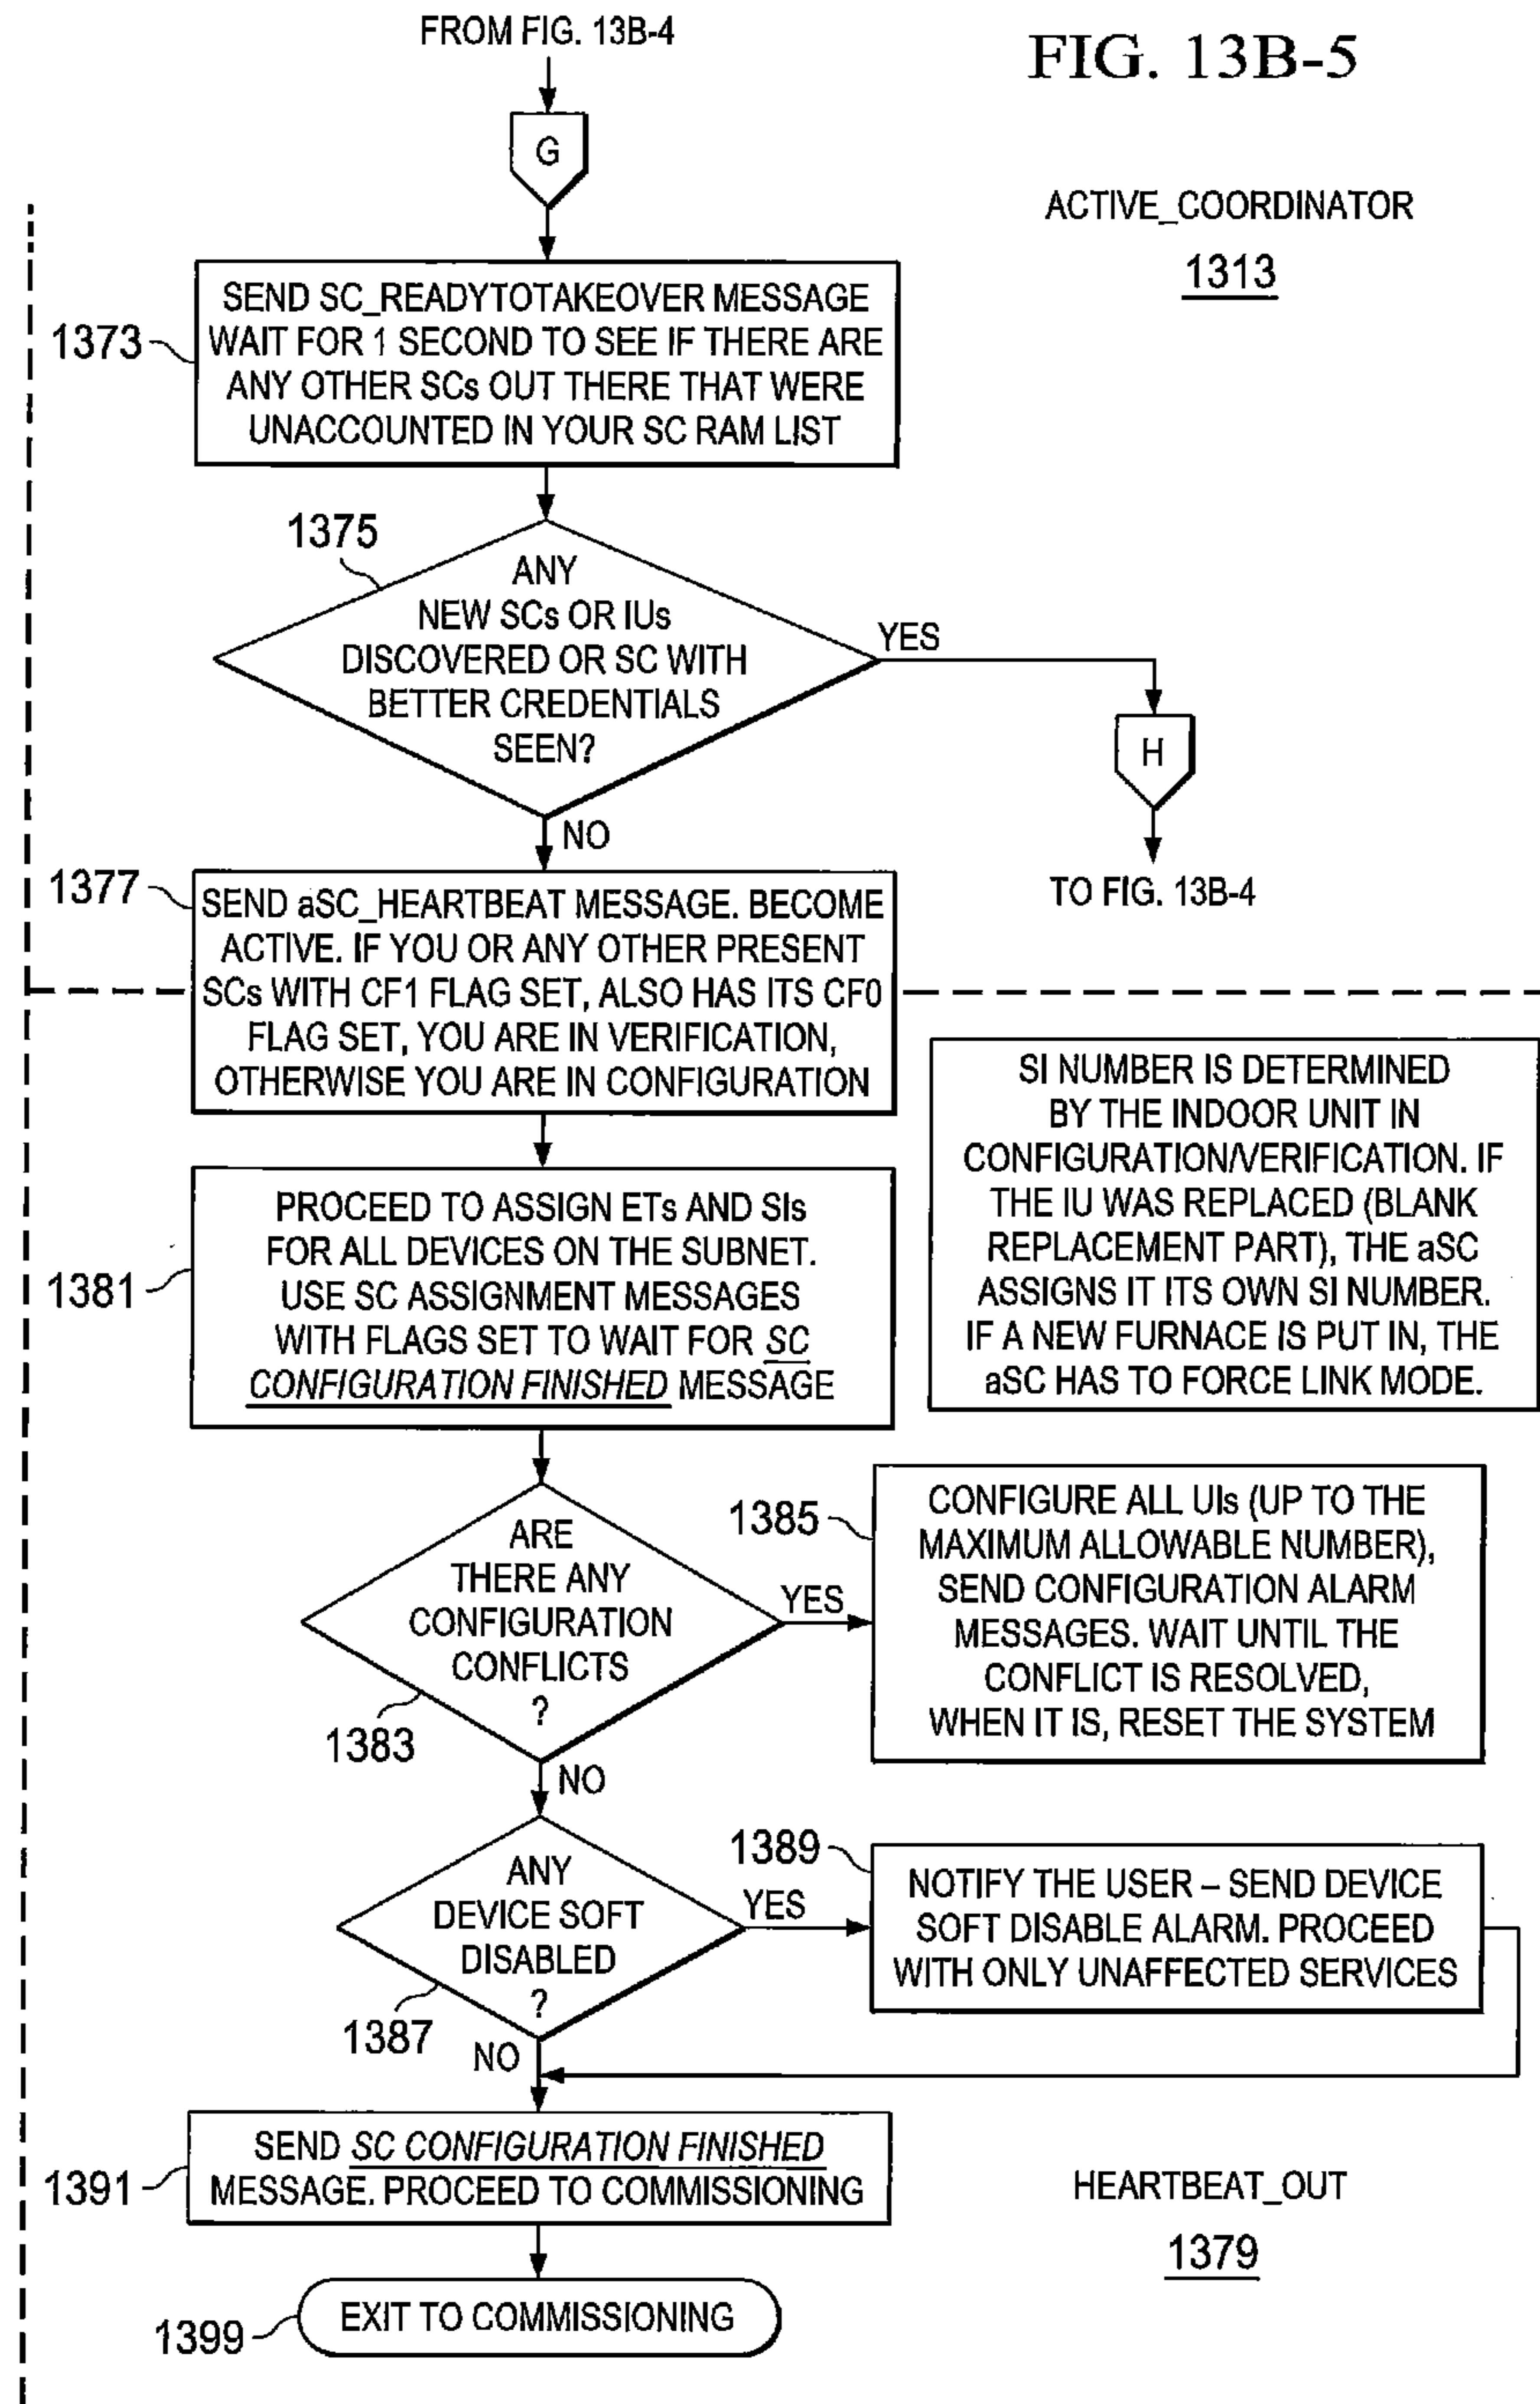 FROM FIG. 13B-4
FIG. 13B-5
G
ACTIVE_COORDINATOR
1313
1373
SEND SC_READYTOTAKEOVER MESSAGE
WAIT FOR 1 SECOND TO SEE IF THERE ARE
ANY OTHER SCs OUT THERE THAT WERE
UNACCOUNTED IN YOUR SC RAM LIST
1375
ANY
NEW SCs OR IUs
DISCOVERED OR SC WITH
BETTER CREDENTIALS
SEEN?
YES
H
TO FIG. 13B-4
NO
1377
SEND aSC_HEARTBEAT MESSAGE. BECOME
ACTIVE. IF YOU OR ANY OTHER PRESENT
SCs WITH CF1 FLAG SET, ALSO HAS ITS CF0
FLAG SET, YOU ARE IN VERIFICATION,
OTHERWISE YOU ARE IN CONFIGURATION
SI NUMBER IS DETERMINED
BY THE INDOOR UNIT IN
CONFIGURATION/VERIFICATION. IF
THE IU WAS REPLACED (BLANK
REPLACEMENT PART), THE aSC
ASSIGNS IT ITS OWN SI NUMBER.
IF A NEW FURNACE IS PUT IN, THE
aSC HAS TO FORCE LINK MODE.
1381
PROCEED TO ASSIGN ETs AND SIs
FOR ALL DEVICES ON THE SUBNET.
USE SC ASSIGNMENT MESSAGES
WITH FLAGS SET TO WAIT FOR SC
CONFIGURATION FINISHED MESSAGE
1383
ARE
THERE ANY
CONFIGURATION
CONFLICTS
?
YES
1385
CONFIGURE ALL UIs (UP TO THE
MAXIMUM ALLOWABLE NUMBER),
SEND CONFIGURATION ALARM
MESSAGES. WAIT UNTIL THE
CONFLICT IS RESOLVED,
WHEN IT IS, RESET THE SYSTEM
NO
1387
ANY
DEVICE SOFT
DISABLED
?
YES
1389
NOTIFY THE USER – SEND DEVICE
SOFT DISABLE ALARM. PROCEED
WITH ONLY UNAFFECTED SERVICES
NO
1391
SEND SC CONFIGURATION FINISHED
MESSAGE. PROCEED TO COMMISSIONING
HEARTBEAT_OUT
1379
1399
EXIT TO COMMISSIONING